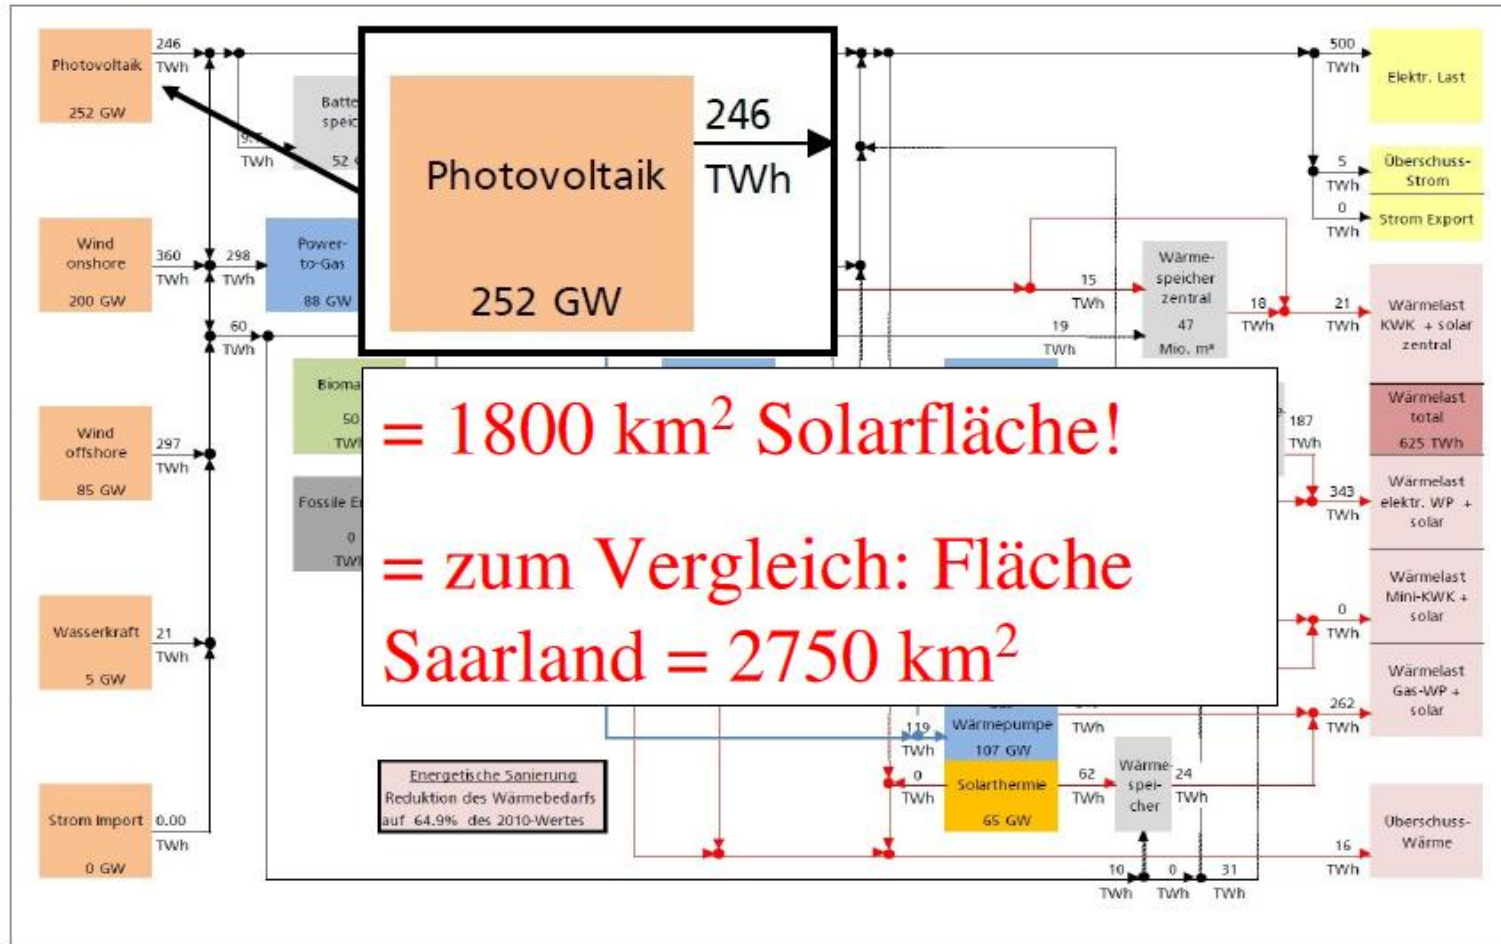 Photovoltaik
252 GW
246
TWh
Wind
onshore
200 GW
360
TWh
298
TWh
60
TWh
Wind
offshore
85 GW
297
TWh
Wasserkraft
5 GW
21
TWh
Strom Import
0 GW
0.00
TWh
TWh
52
Power-
to-Gas
88 GW
50
0
Photovoltaik
252 GW
246
TWh
= 1800 km² Solarfläche!
= zum Vergleich: Fläche
Saarland = 2750 km²
Energetische Sanierung
Reduktion des Wärmebedarfs
auf 64.9% des 2010-Wertes
15
TWh
19
TWh
Wärme-
speicher
zentral
47
Mio. m³
18
TWh
21
TWh
187
TWh
343
TWh
0
TWh
262
TWh
119
TWh
Wärmepumpe
107 GW
0
TWh
Solarthermie
65 GW
62
TWh
Wärme-
spei-
cher
24
TWh
10
TWh
0
TWh
31
TWh
16
TWh
500
TWh
5
TWh
0
TWh
Elektr. Last
Überschuss-
Strom
Strom Export
Wärmelast
KWK + solar
zentral
Wärmelast
total
625 TWh
Wärmelast
elektr. WP +
solar
Wärmelast
Mini-KWK +
solar
Wärmelast
Gas-WP +
solar
Überschuss-
Wärme